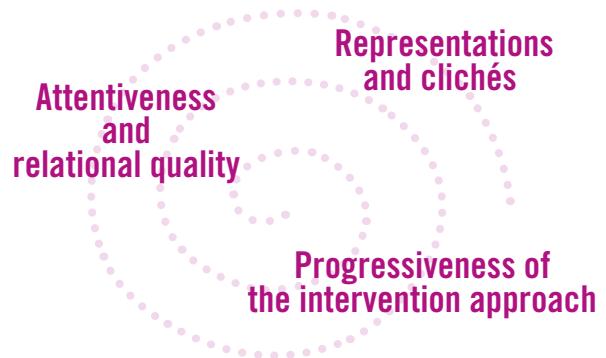 Representations
and clichés
Attentiveness
and
relational quality
Progressiveness of
the intervention approach